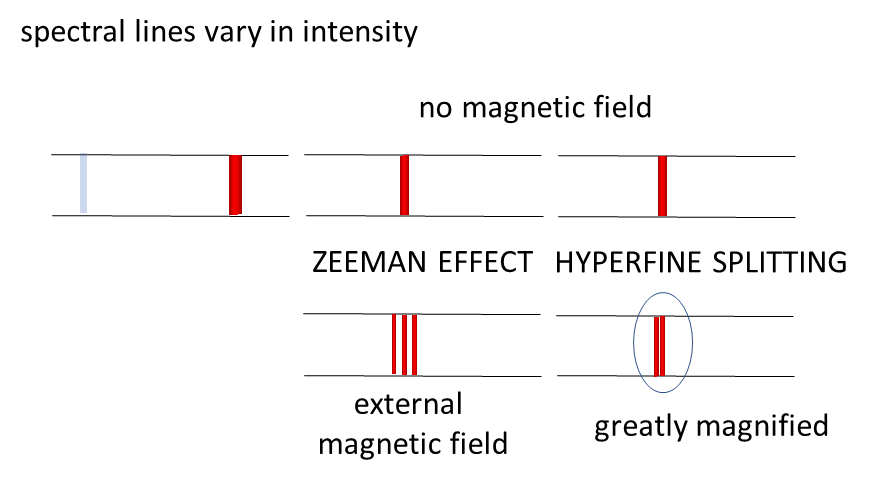 spectral lines vary in intensity
no magnetic field
ZEEMAN EFFECT
HYPERFINE SPLITTING
external
magnetic field
greatly magnified